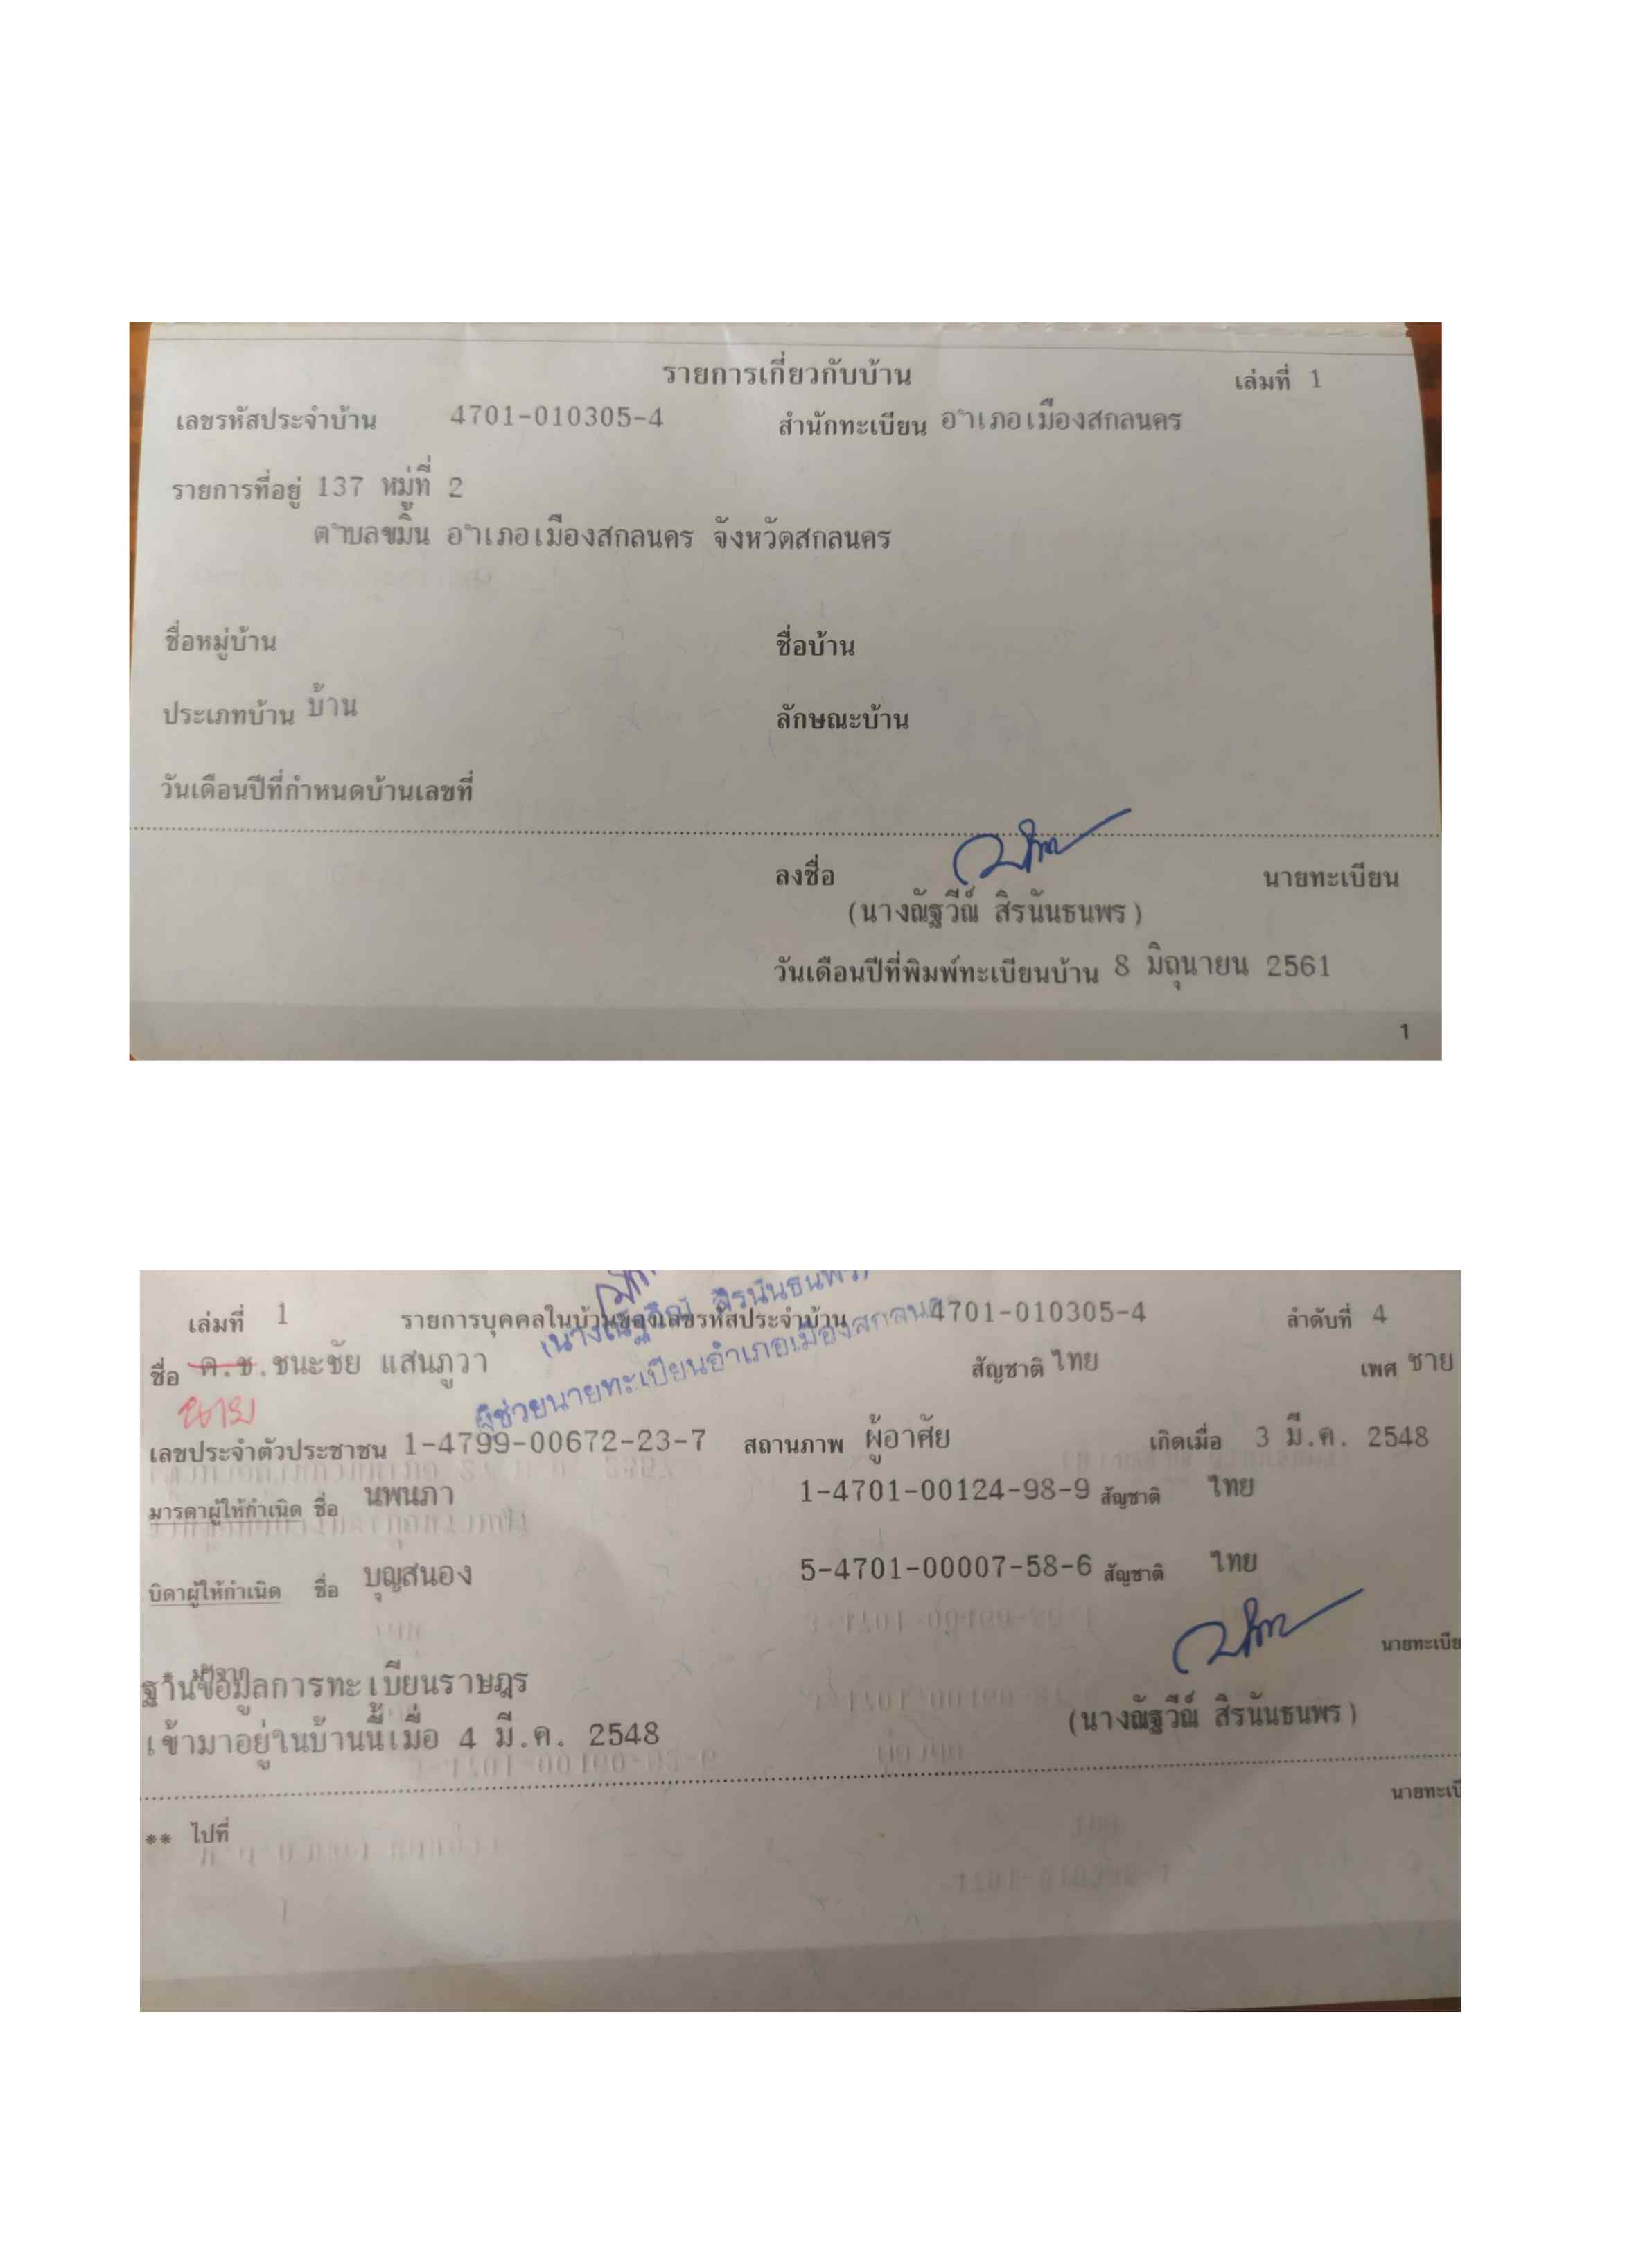 รายการเกี่ยวกับบ้าน เล่มที่ 1
เลขรหัสประจำบ้าน 4701-010305-4 สำนักทะเบียน อำเภอเมืองสกลนคร
รายการที่อยู่ 137 หมู่ที่ 2
ตำบลขมิ้น อำเภอเมืองสกลนคร จังหวัดสกลนคร
ชื่อหมู่บ้าน ชื่อบ้าน
ประเภทบ้าน บ้าน ลักษณะบ้าน
วันเดือนปีที่กำหนดบ้านเลขที่
ลงชื่อ นายทะเบียน
(นางณัฐวีณ์ สิรนันธนพร)
วันเดือนปีที่พิมพ์ทะเบียนบ้าน 8 มิถุนายน 2561
1
(นางณัฐวีณ์ สิรนันธนพร)
ผู้ช่วยนายทะเบียนอำเภอเมืองสกลนคร
เล่มที่ 1 รายการบุคคลในบ้านของเลขรหัสประจำบ้าน 4701-010305-4 ลำดับที่ 4
ชื่อ ด.ช.ชนะชัย แสนภูวา สัญชาติ ไทย เพศ ชาย
นาย
เลขประจำตัวประชาชน 1-4799-00672-23-7 สถานภาพ ผู้อาศัย เกิดเมื่อ 3 มี.ค. 2548
มารดาผู้ให้กำเนิด ชื่อ นพนภา 1-4701-00124-98-9 สัญชาติ ไทย
บิดาผู้ให้กำเนิด ชื่อ บุญสนอง 5-4701-00007-58-6 สัญชาติ ไทย
นายทะเบีย
* มาจาก
ฐานข้อมูลการทะเบียนราษฎร
(นางณัฐวีณ์ สิรนันธนพร)
เข้ามาอยู่ในบ้านนี้เมื่อ 4 มี.ค. 2548
นายทะเบี
** ไปที่